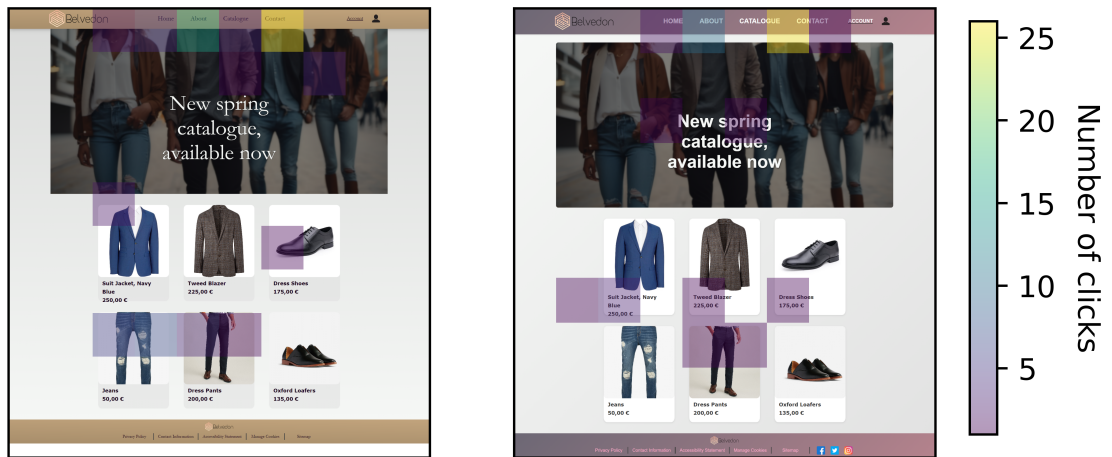 Belvedon Home About Catalogue Contact Account
New spring
catalogue,
available now
Suit Jacket, Navy
Blue
250,00 €
Tweed Blazer
225,00 €
Dress Shoes
175,00 €
Jeans
50,00 €
Dress Pants
200,00 €
Oxford Loafers
135,00 €
Belvedon
Privacy Policy | Contact Information | Accessibility Statement | Manage Cookies | Sitemap
Belvedon HOME ABOUT CATALOGUE CONTACT ACCOUNT
New spring
catalogue,
available now
Suit Jacket, Navy
Blue
250,00 €
Tweed Blazer
225,00 €
Dress Shoes
175,00 €
Jeans
50,00 €
Dress Pants
200,00 €
Oxford Loafers
135,00 €
Belvedon
Privacy Policy | Contact Information | Accessibility Statement | Manage Cookies | Sitemap |
25
20
15
10
5
Number of clicks